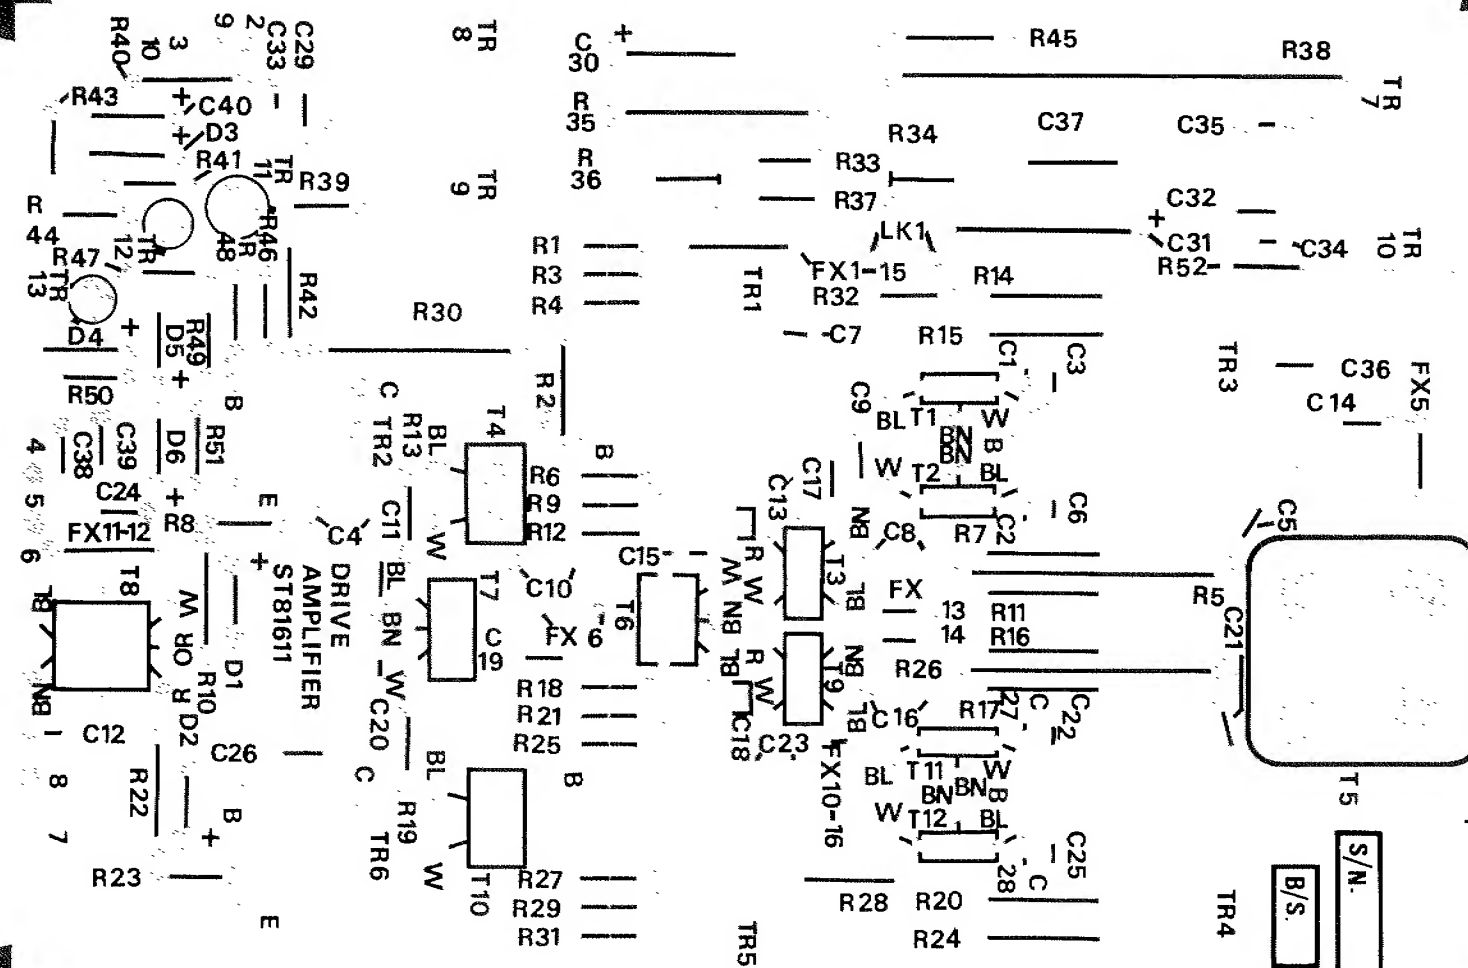 R40
10
3
9
2
C33
C29
TR
8
C
30
+
R45
R38
TR
7
R43
+
C40
+
D3
R
35
R34
C37
C35
R41
TR
11
R39
TR
9
R
36
R33
R37
C32
+
C31
C34
TR
10
R52
R
44
R47
TR
12
R
48
R46
TR
13
R42
R1
R3
R4
LK1
FX1-15
R32
R14
TR1
C7
R15
D4
+
D5
R49
R30
R50
+
B
C
R2
C1
C3
TR3
C36
C14
FX5
4
C38
C39
D6
R51
TR2
R13
BL
T4
B
C9
BL
T1
W
BN
BN
B
W
T2
BL
5
C24
+
E
R6
R9
R12
C17
C13
FX11-12
R8
C4
C11
W
BN
C8
R7
C2
C6
C5
6
T8
BL
W
OR
R
BN
+
DRIVE
AMPLIFIER
ST81611
BL
BN
W
T7
C
19
C10
FX 6
C15
T6
R
W
W
BN
BL
T3
BL
FX
13
14
R11
R16
R5
C21
R10
D1
D2
C20
R18
R21
R25
R
W
C18
T9
BN
BL
R26
C16
R17
C
27
C
22
C12
C26
C23
FX10-16
8
R22
C
BL
B
BL
T11
W
BN
BN
B
W
T12
BL
T5
7
B
+
TR6
R19
W
T10
C25
C
28
R23
E
R27
R29
R31
TR5
R28
R20
R24
TR4
B/S.
S/N.